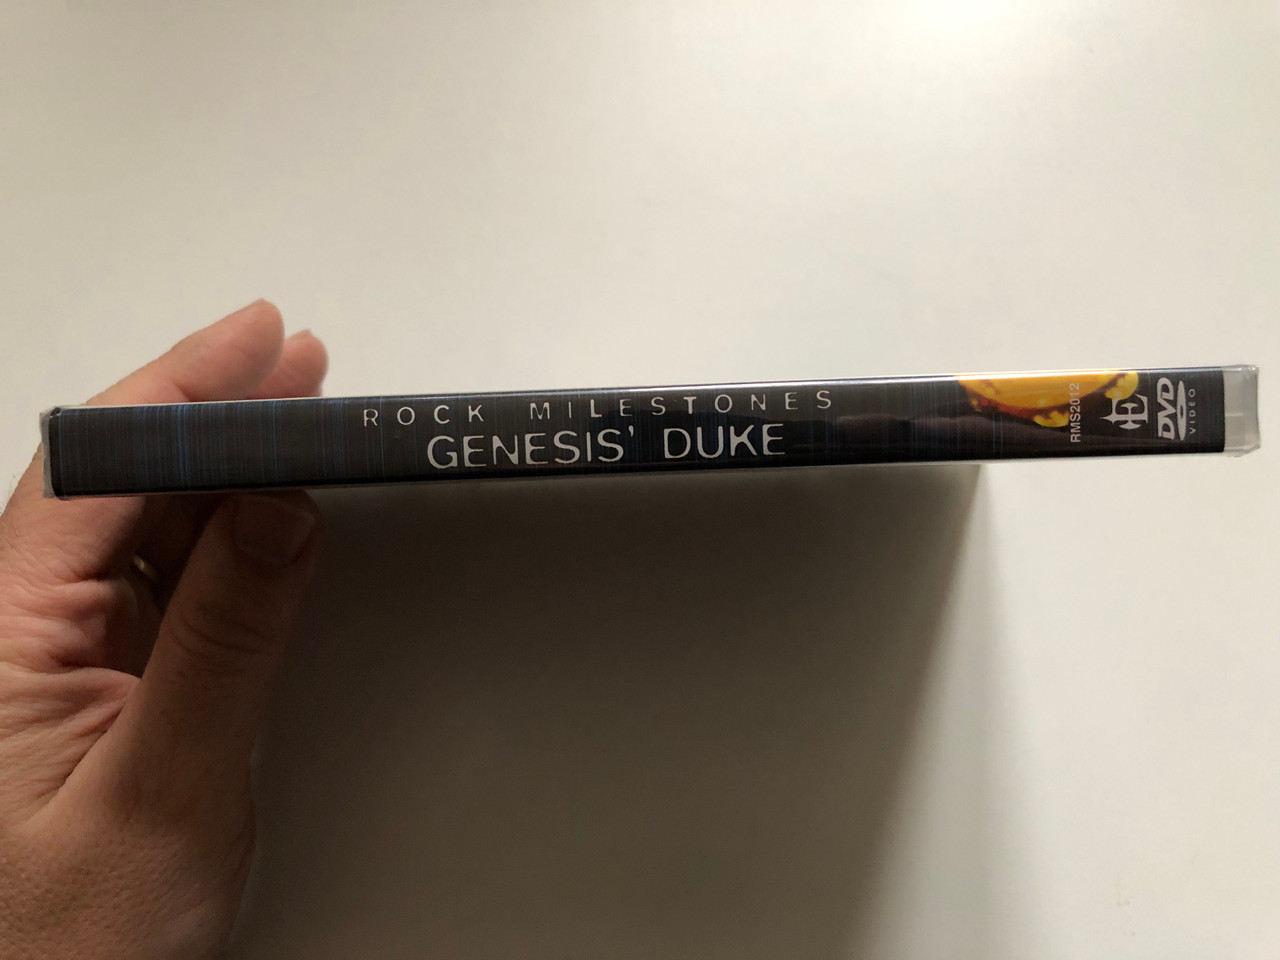 ROCK MILESTONES
GENESIS' DUKE
RMS2012
E
DVD
VIDEO